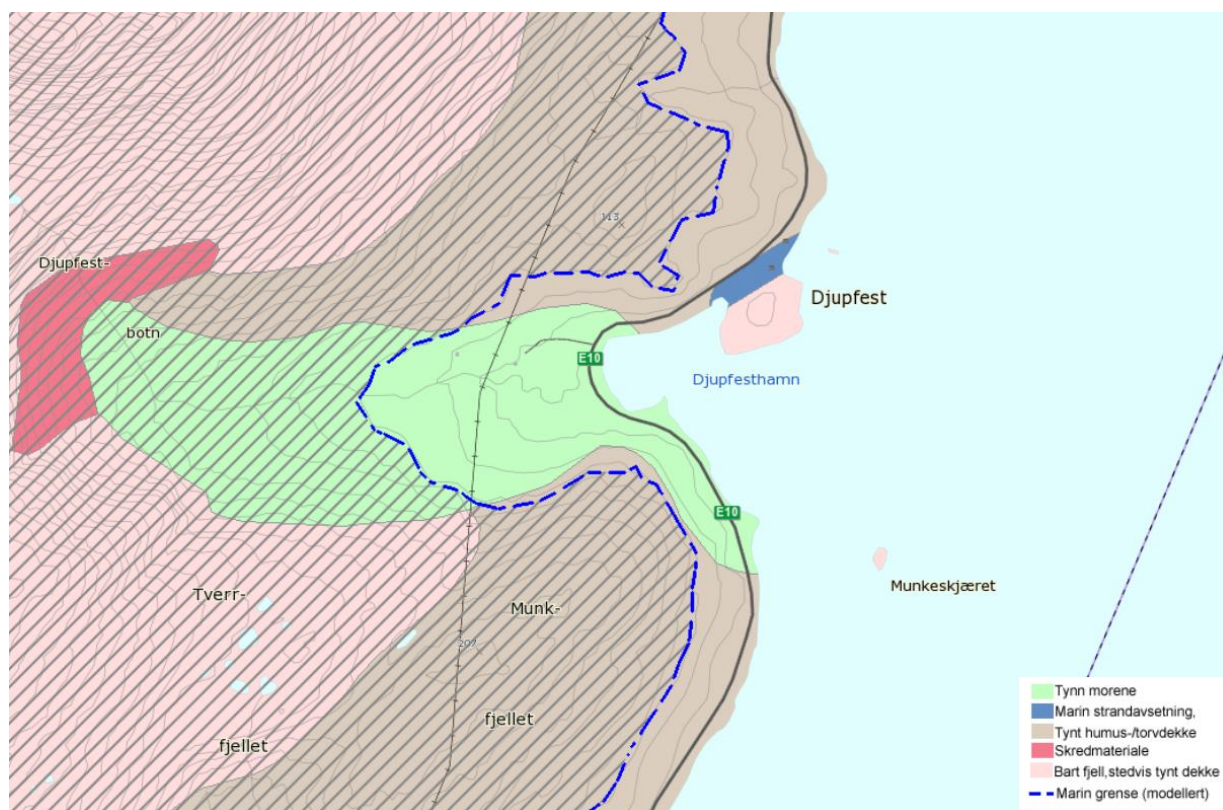 113
Djupfest-
botn
Djupfest
E10
Djupfesthamn
E10
Munkeskjæret
Tverr-
Munk-
207
fjellet
fjellet
Tynn morene
Marin strandavsetning,
Tynt humus-/torvdekke
Skredmateriale
Bart fjell,stedvis tynt dekke
Marin grense (modellert)